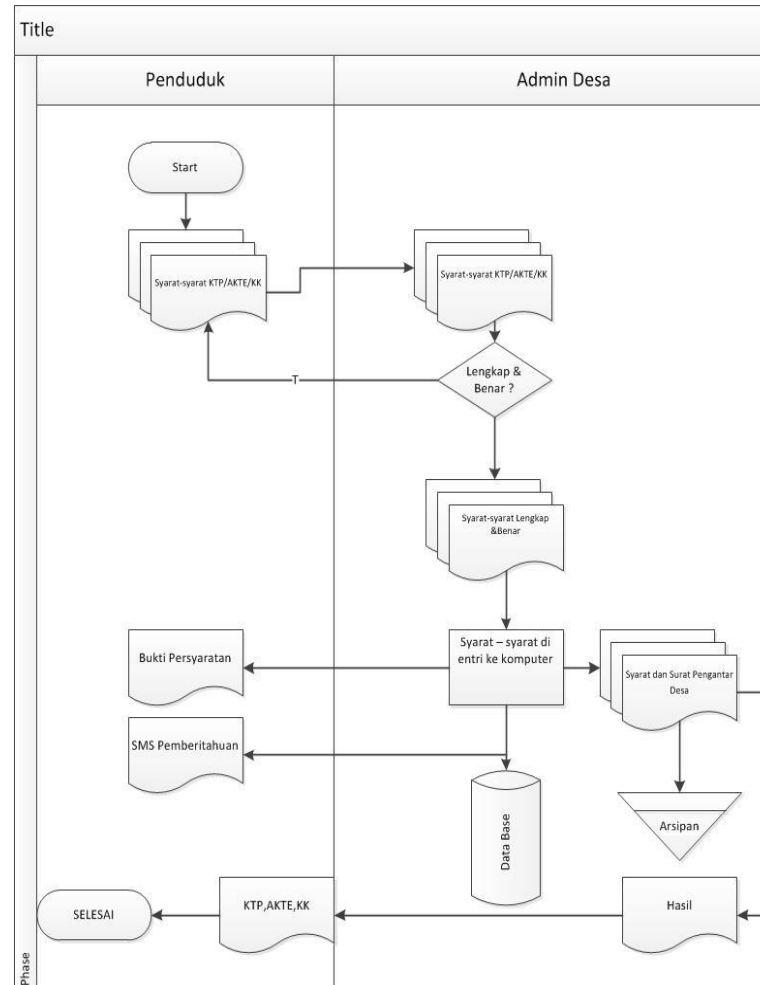 Title
Penduduk
Admin Desa
Start
Syarat-syarat KTP/AKTE/KK
Syarat-syarat KTP/AKTE/KK
Lengkap &
Benar ?
T
Syarat-syarat Lengkap
&Benar
Syarat – syarat di
entri ke komputer
Bukti Persyaratan
Syarat dan Surat Pengantar
Desa
SMS Pemberitahuan
Data Base
Arsipan
SELESAI
KTP,AKTE,KK
Hasil
Phase